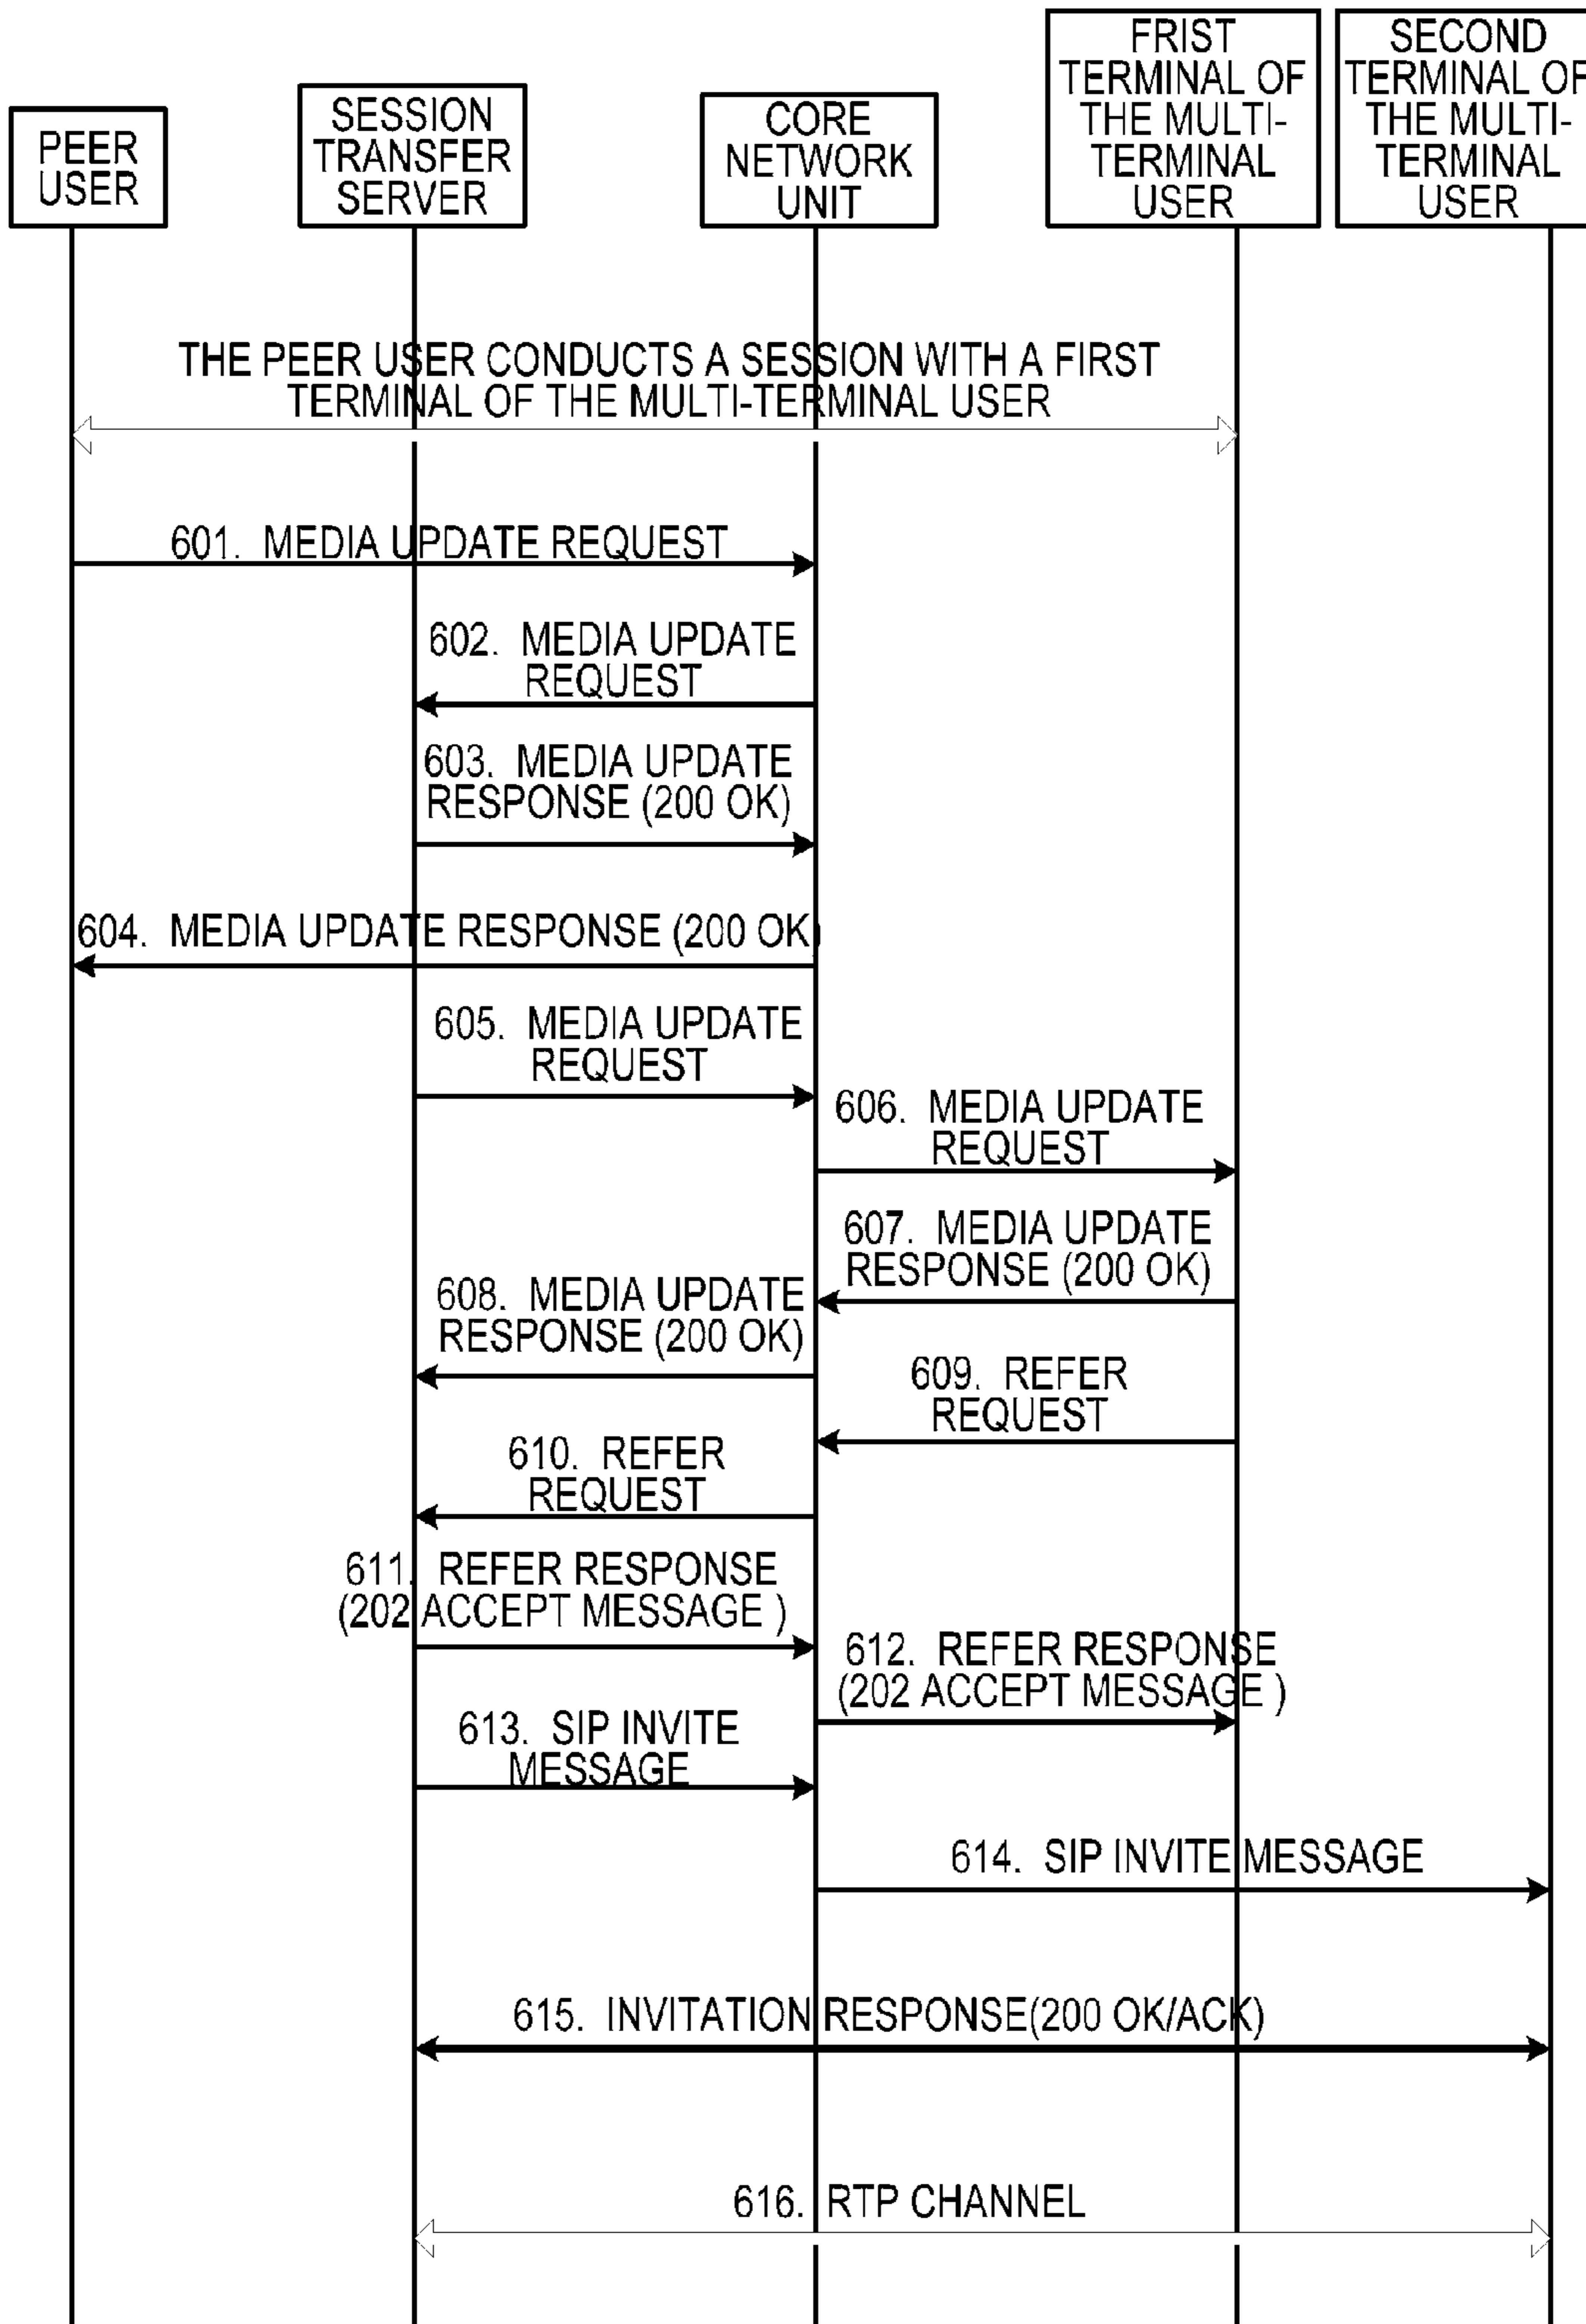 PEER
USER
SESSION
TRANSFER
SERVER
CORE
NETWORK
UNIT
FRIST
TERMINAL OF
THE MULTI-
TERMINAL
USER
SECOND
TERMINAL OF
THE MULTI-
TERMINAL
USER
THE PEER USER CONDUCTS A SESSION WITH A FIRST
TERMINAL OF THE MULTI-TERMINAL USER
601. MEDIA UPDATE REQUEST
602. MEDIA UPDATE
REQUEST
603. MEDIA UPDATE
RESPONSE (200 OK)
604. MEDIA UPDATE RESPONSE (200 OK)
605. MEDIA UPDATE
REQUEST
606. MEDIA UPDATE
REQUEST
607. MEDIA UPDATE
RESPONSE (200 OK)
608. MEDIA UPDATE
RESPONSE (200 OK)
609. REFER
REQUEST
610. REFER
REQUEST
611. REFER RESPONSE
(202 ACCEPT MESSAGE )
612. REFER RESPONSE
(202 ACCEPT MESSAGE )
613. SIP INVITE
MESSAGE
614. SIP INVITE MESSAGE
615. INVITATION RESPONSE(200 OK/ACK)
616. RTP CHANNEL